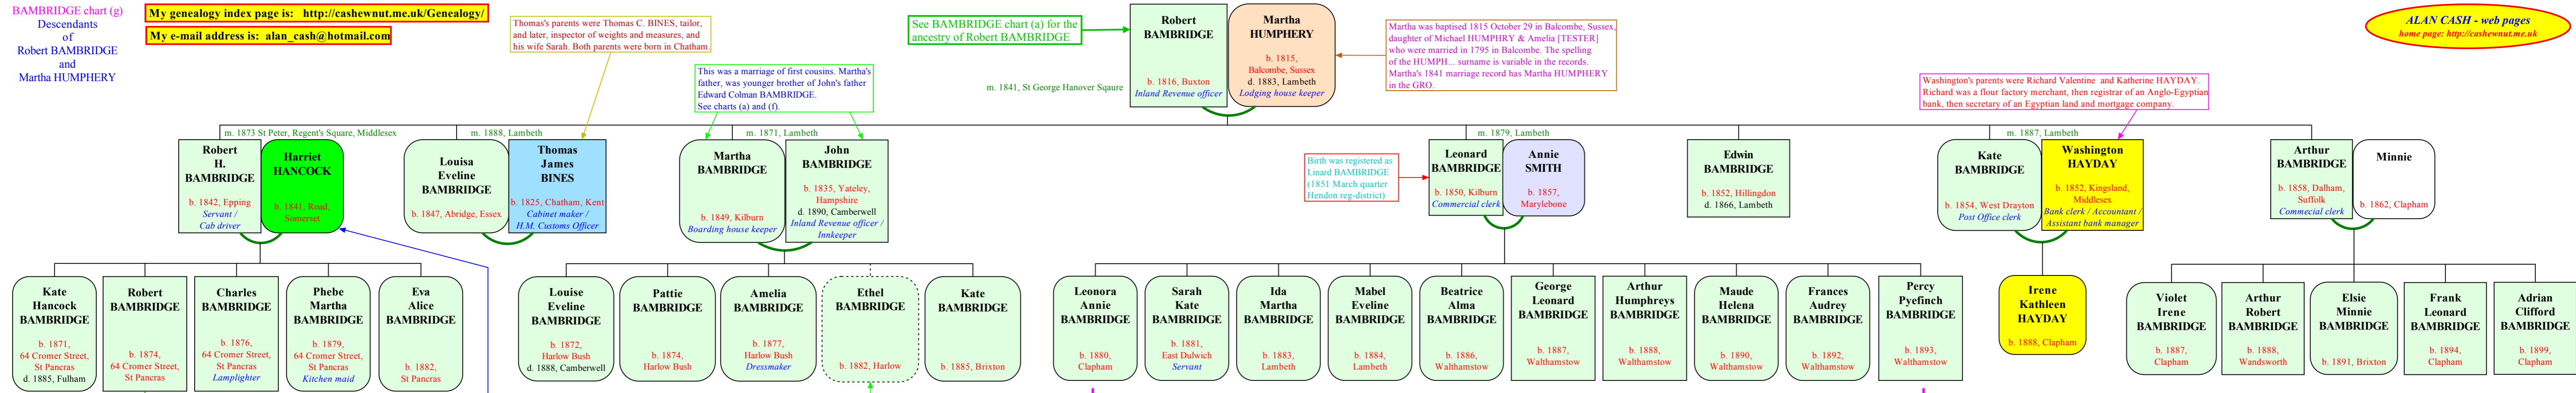 BAMBRIDGE chart (g)
Descendants
of
Robert BAMBRIDGE
and
Martha HUMPHERY
My genealogy index page is: http://cashewnut.me.uk/Genealogy/
My e-mail address is: alan_cash@hotmail.com
Thomas's parents were Thomas C. BINES, tailor,
and later, inspector of weights and measures, and
his wife Sarah. Both parents were born in Chatham.
This was a marriage of first cousins. Martha's
father, was younger brother of John's father
Edward Colman BAMBRIDGE.
See charts (a) and (f).
See BAMBRIDGE chart (a) for the
ancestry of Robert BAMBRIDGE
m. 1841, St George Hanover Sqaure
Robert
BAMBRIDGE
b. 1816, Buxton
Inland Revenue officer
Martha
HUMPHERY
b. 1815,
Balcombe, Sussex
d. 1883, Lambeth
Lodging house keeper
Martha was baptised 1815 October 29 in Balcombe, Sussex,
daughter of Michael HUMPHRY & Amelia [TESTER]
who were married in 1795 in Balcombe. The spelling
of the HUMPH... surname is variable in the records.
Martha's 1841 marriage record has Martha HUMPHERY
in the GRO.
Washington's parents were Richard Valentine and Katherine HAYDAY.
Richard was a flour factory merchant, then registrar of an Anglo-Egyptian
bank, then secretary of an Egyptian land and mortgage company.
ALAN CASH - web pages
home page: http://cashewnut.me.uk
m. 1873 St Peter, Regent's Square, Middlesex
Robert
H.
BAMBRIDGE
b. 1842, Epping
Servant /
Cab driver
Harriet
HANCOCK
b. 1841, Road,
Somerset
m. 1888, Lambeth
Louisa
Eveline
BAMBRIDGE
b. 1847, Abridge, Essex
Thomas
James
BINES
b. 1825, Chatham, Kent
Cabinet maker /
H.M. Customs Officer
m. 1871, Lambeth
Martha
BAMBRIDGE
b. 1849, Kilburn
Boarding house keeper
John
BAMBRIDGE
b. 1835, Yateley,
Hampshire
d. 1890, Camberwell
Inland Revenue officer /
Innkeeper
Birth was registered as
Linard BAMBRIDGE
(1851 March quarter
Hendon reg-district)
m. 1879, Lambeth
Leonard
BAMBRIDGE
b. 1850, Kilburn
Commercial clerk
Annie
SMITH
b. 1857,
Marylebone
Edwin
BAMBRIDGE
b. 1852, Hillingdon
d. 1866, Lambeth
m. 1887, Lambeth
Kate
BAMBRIDGE
b. 1854, West Drayton
Post Office clerk
Washington
HAYDAY
b. 1852, Kingsland,
Middlesex
Bank clerk / Accountant /
Assistant bank manager
Arthur
BAMBRIDGE
b. 1858, Dalham,
Suffolk
Commecial clerk
Minnie
b. 1862, Clapham
Kate
Hancock
BAMBRIDGE
b. 1871,
64 Cromer Street,
St Pancras
d. 1885, Fulham
Robert
BAMBRIDGE
b. 1874,
64 Cromer Street,
St Pancras
Charles
BAMBRIDGE
b. 1876,
64 Cromer Street,
St Pancras
Lamplighter
Phebe
Martha
BAMBRIDGE
b. 1879,
64 Cromer Street,
St Pancras
Kitchen maid
Eva
Alice
BAMBRIDGE
b. 1882,
St Pancras
Louise
Eveline
BAMBRIDGE
b. 1872,
Harlow Bush
d. 1888, Camberwell
Pattie
BAMBRIDGE
b. 1874,
Harlow Bush
Amelia
BAMBRIDGE
b. 1877,
Harlow Bush
Dressmaker
Ethel
BAMBRIDGE
b. 1882, Harlow
Kate
BAMBRIDGE
b. 1885, Brixton
Leonora
Annie
BAMBRIDGE
b. 1880,
Clapham
Sarah
Kate
BAMBRIDGE
b. 1881,
East Dulwich
Servant
Ida
Martha
BAMBRIDGE
b. 1883,
Lambeth
Mabel
Eveline
BAMBRIDGE
b. 1884,
Lambeth
Beatrice
Alma
BAMBRIDGE
b. 1886,
Walthamstow
George
Leonard
BAMBRIDGE
b. 1887,
Walthamstow
Arthur
Humphreys
BAMBRIDGE
b. 1888,
Walthamstow
Maude
Helena
BAMBRIDGE
b. 1890,
Walthamstow
Frances
Audrey
BAMBRIDGE
b. 1892,
Walthamstow
Percy
Pyefinch
BAMBRIDGE
b. 1893,
Walthamstow
Irene
Kathleen
HAYDAY
b. 1888, Clapham
Violet
Irene
BAMBRIDGE
b. 1887,
Clapham
Arthur
Robert
BAMBRIDGE
b. 1888,
Wandsworth
Elsie
Minnie
BAMBRIDGE
b. 1891, Brixton
Frank
Leonard
BAMBRIDGE
b. 1894,
Clapham
Adrian
Clifford
BAMBRIDGE
b. 1899,
Clapham